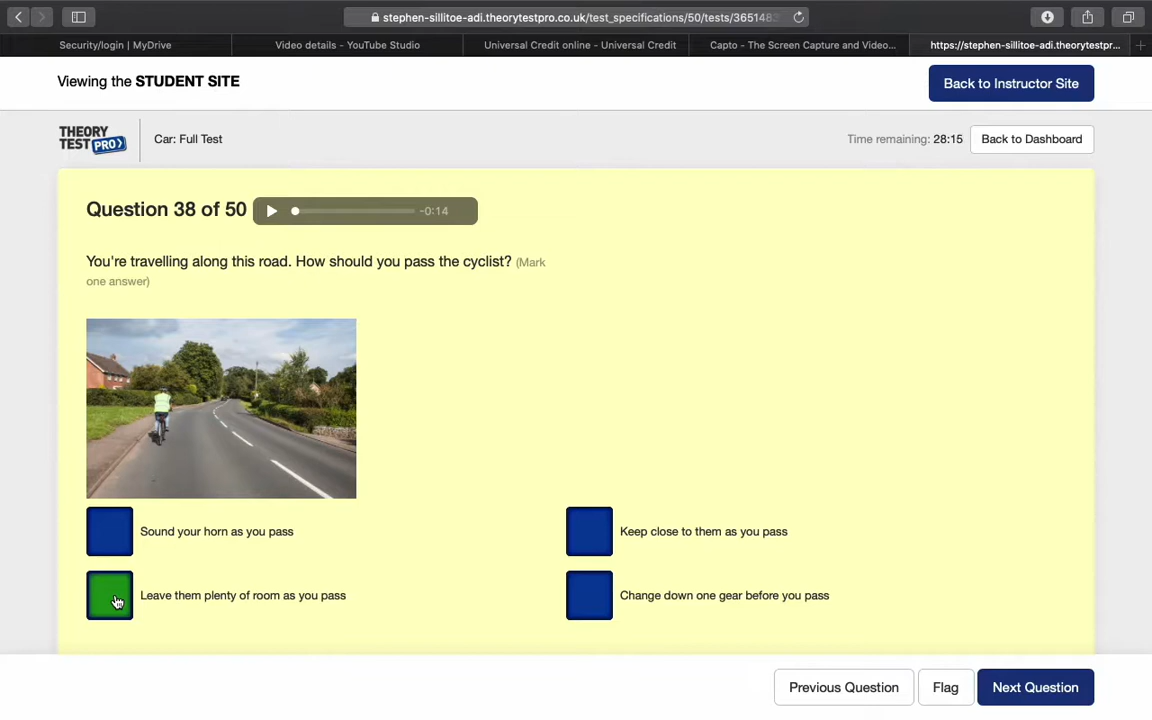 stephen-sillitoe-adi.theorytestpro.co.uk/test_specifications/50/tests/3651483
Security/login | MyDrive
Video details - YouTube Studio
Universal Credit online - Universal Credit
Capto - The Screen Capture and Video...
https://stephen-sillitoe-adi.theorytestpr...
Viewing the STUDENT SITE
Back to Instructor Site
THEORY
TEST PRO
Car: Full Test
Time remaining: 28:15
Back to Dashboard
Question 38 of 50
-0:14
You're travelling along this road. How should you pass the cyclist? (Mark
one answer)
Sound your horn as you pass
Keep close to them as you pass
Leave them plenty of room as you pass
Change down one gear before you pass
Previous Question
Flag
Next Question